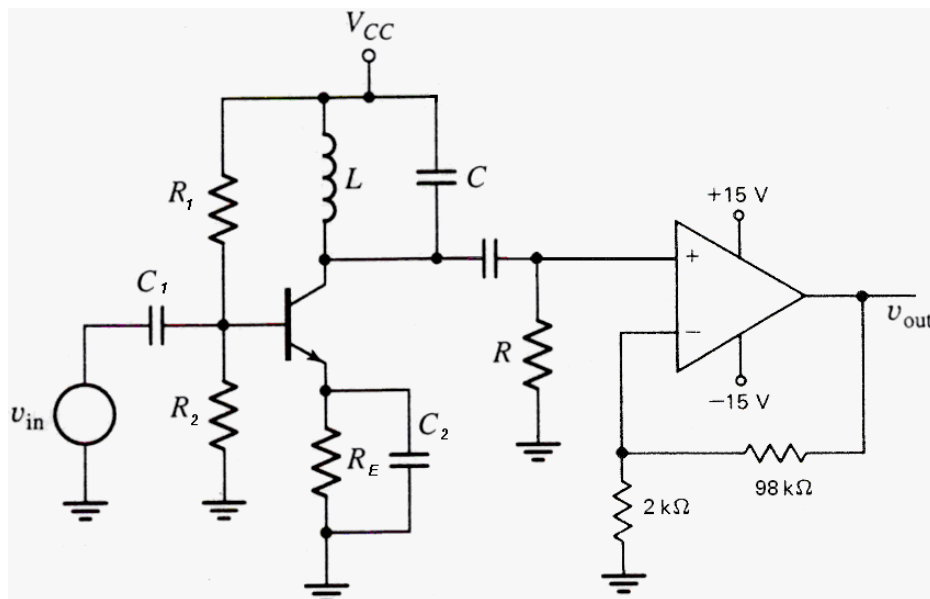 V_CC
R_1
L
C
+15 V
C_1
+
−
v_out
R
v_in
R_2
−15 V
C_2
R_E
98 kΩ
2 kΩ